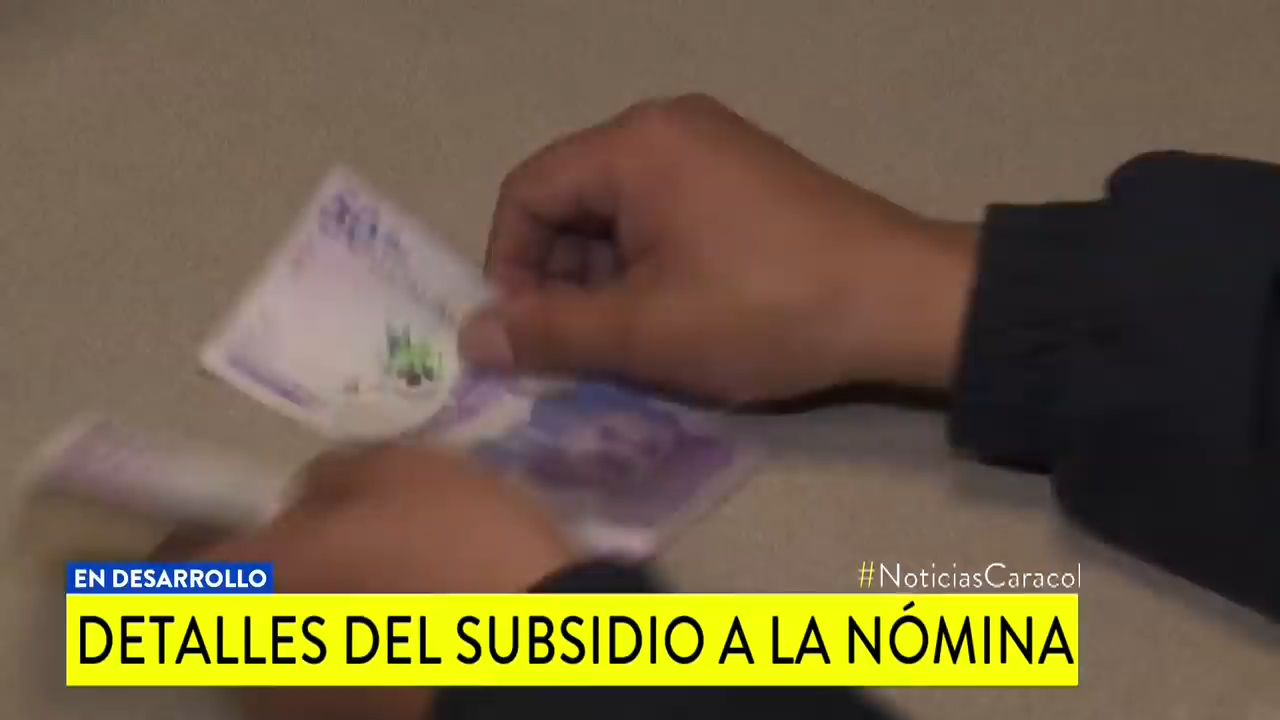 EN DESARROLLO
#NoticiasCaracol
DETALLES DEL SUBSIDIO A LA NÓMINA